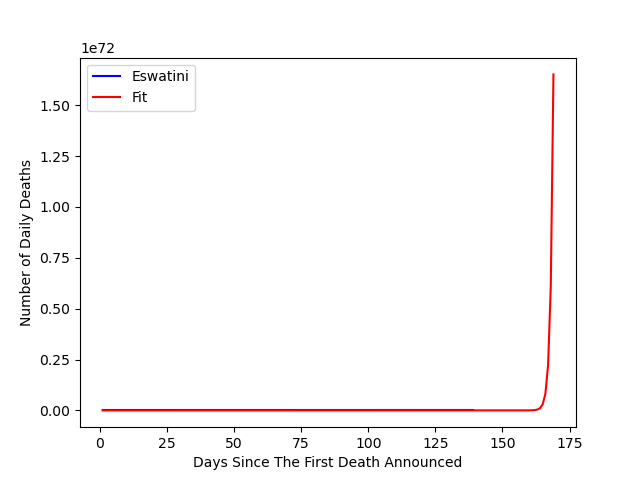 1e72
Eswatini
Fit
1.50
1.25
1.00
0.75
0.50
0.25
0.00
Number of Daily Deaths
0 25 50 75 100 125 150 175
Days Since The First Death Announced